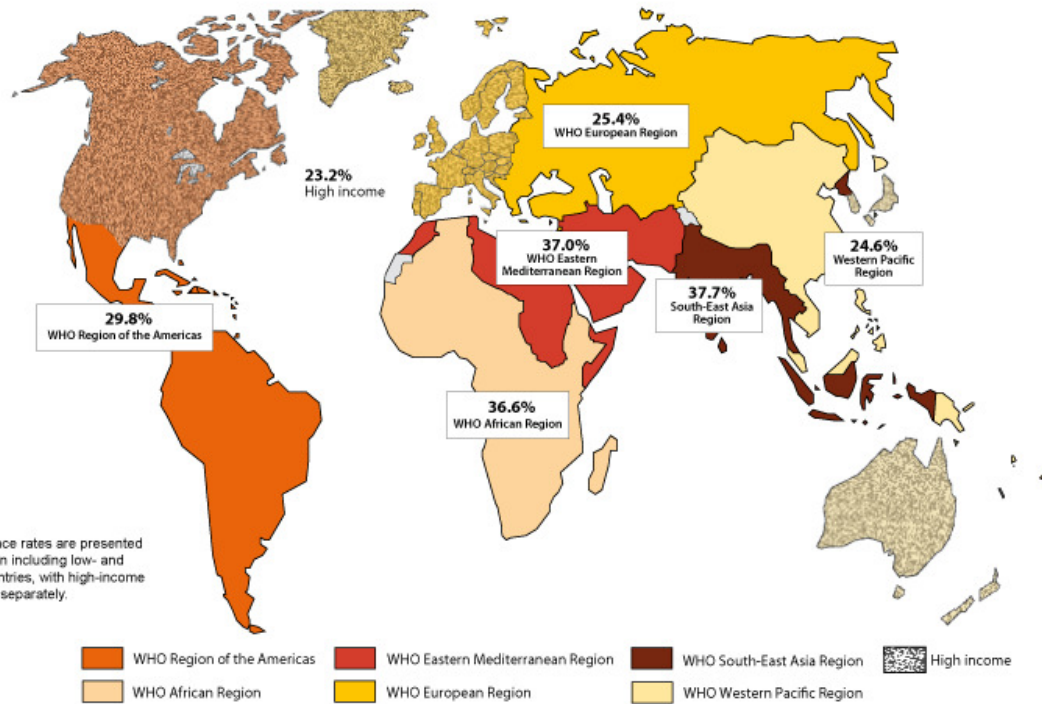 25.4%
WHO European Region
23.2%
High income
37.0%
WHO Eastern
Mediterranean Region
24.6%
Western Pacific
Region
37.7%
South-East Asia
Region
29.8%
WHO Region of the Americas
36.6%
WHO African Region
rates are presented
including low- and
with high-income
separately.
WHO Region of the Americas
WHO Eastern Mediterranean Region
WHO South-East Asia Region
High income
WHO African Region
WHO European Region
WHO Western Pacific Region